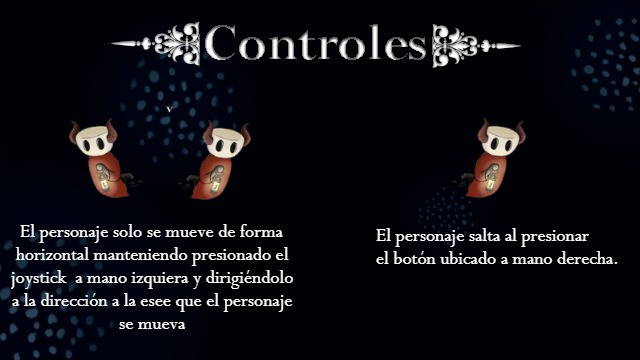 Controles
v
El personaje solo se mueve de forma
horizontal manteniendo presionado el
joystick a mano izquiera y dirigiéndolo
a la dirección a la esee que el personaje
se mueva
El personaje salta al presionar
el botón ubicado a mano derecha.